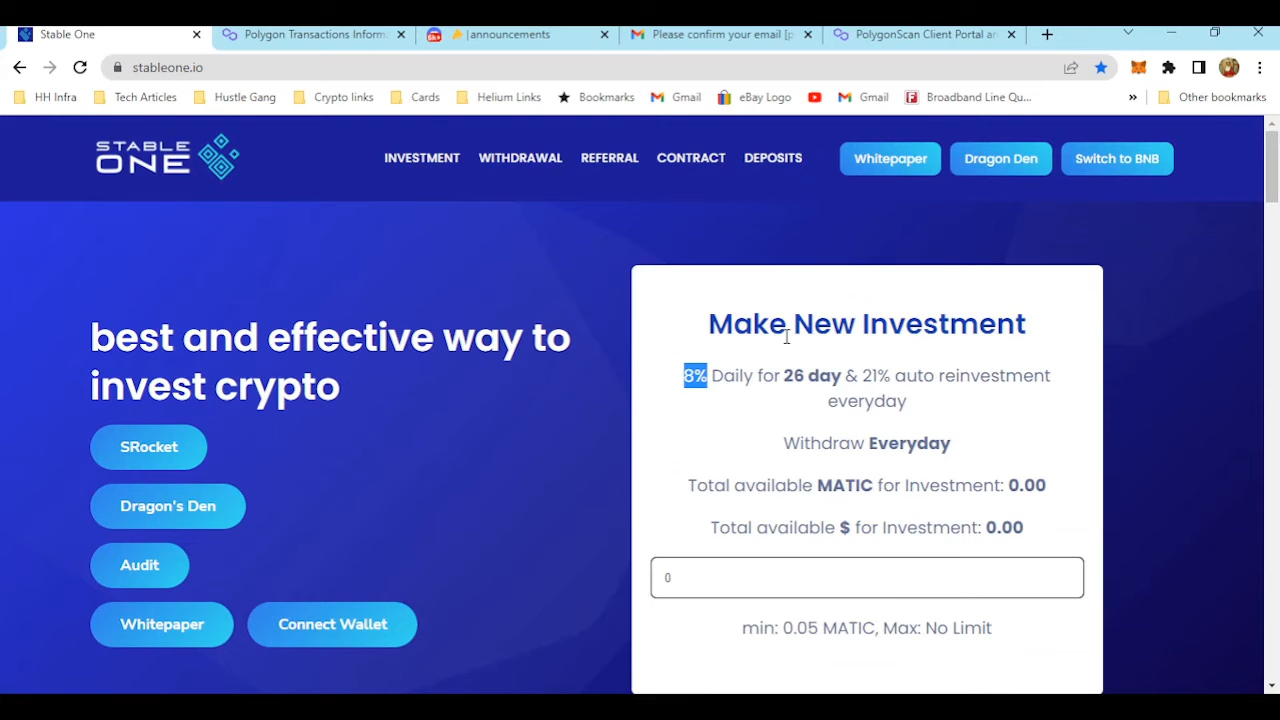 Stable One
Polygon Transactions Inform
| announcements
Please confirm your email [p
PolygonScan Client Portal an
stableone.io
HH Infra
Tech Articles
Hustle Gang
Crypto links
Cards
Helium Links
Bookmarks
Gmail
eBay Logo
Gmail
Broadband Line Qu...
»
Other bookmarks
STABLE
ONE
INVESTMENT
WITHDRAWAL
REFERRAL
CONTRACT
DEPOSITS
Whitepaper
Dragon Den
Switch to BNB
best and effective way to
invest crypto
SRocket
Dragon's Den
Audit
Whitepaper
Connect Wallet
Make New Investment
8% Daily for 26 day & 21% auto reinvestment
everyday
Withdraw Everyday
Total available MATIC for Investment: 0.00
Total available $ for Investment: 0.00
0
min: 0.05 MATIC, Max: No Limit